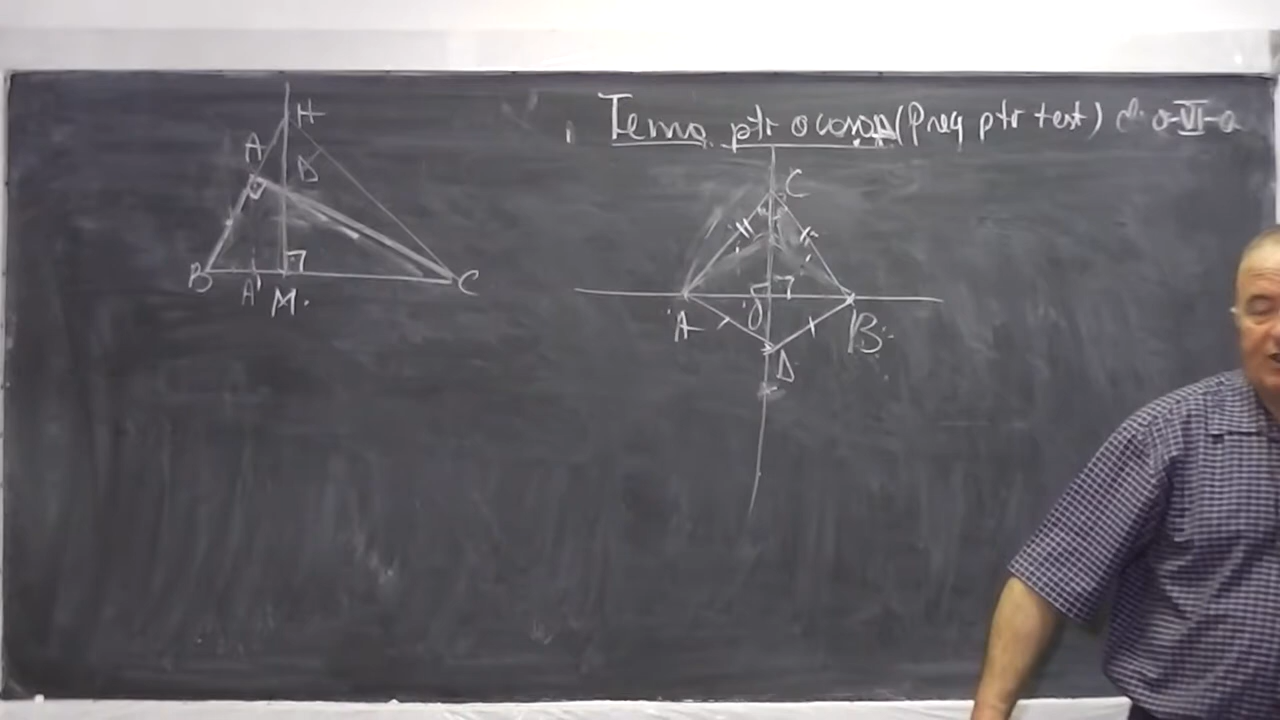 Tema ptr acasă (Preg ptr test) cl. a-VI-a
H
A
D
B
A'
M
C
C
A
O
B
D